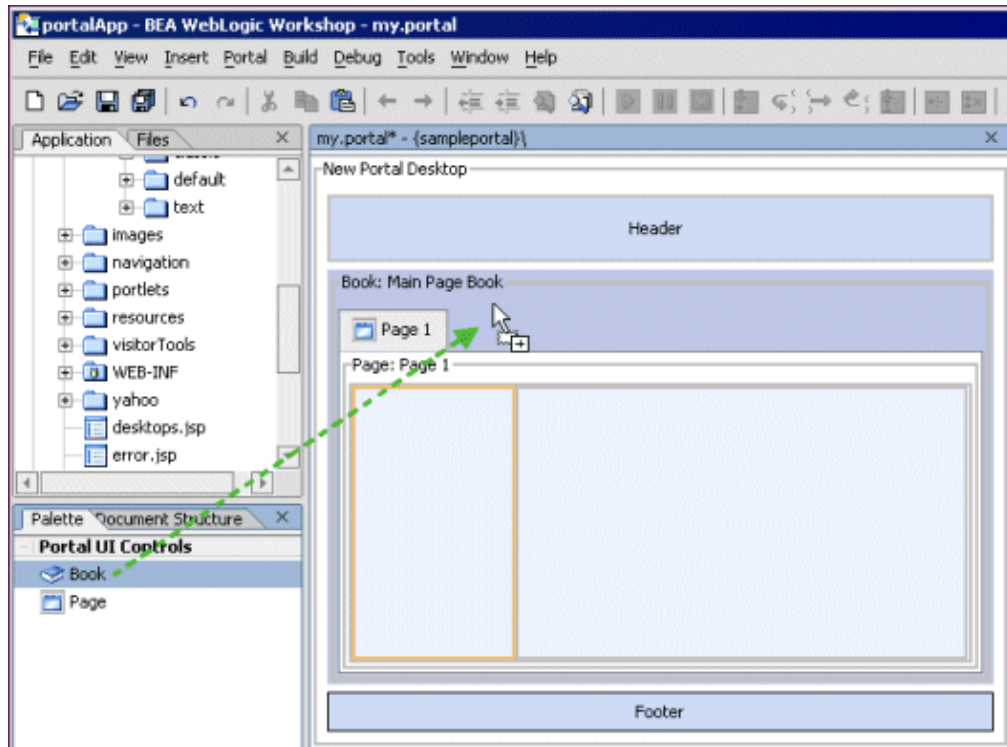 portalApp - BEA WebLogic Workshop - my.portal
File Edit View Insert Portal Build Debug Tools Window Help
Application Files
my.portal* - {sampleportal}\
default
text
images
navigation
portlets
resources
visitorTools
WEB-INF
yahoo
desktops.jsp
error.jsp
New Portal Desktop
Header
Book: Main Page Book
Page 1
Page: Page 1
Footer
Palette Document Structure
Portal UI Controls
Book
Page